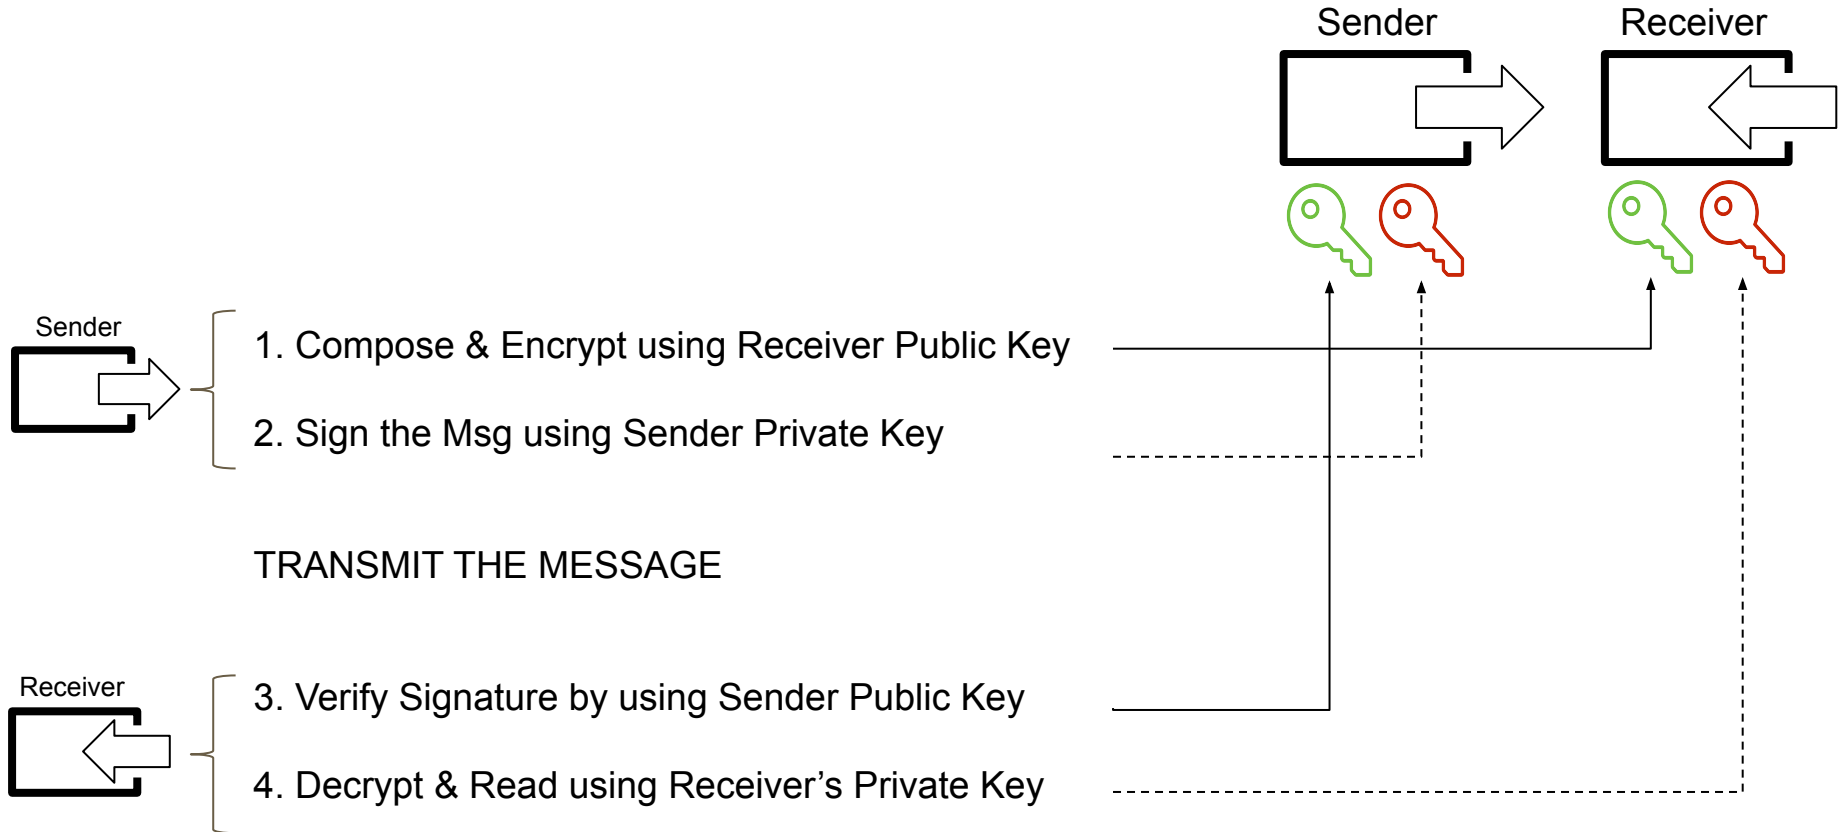 Sender
Receiver
Sender
1. Compose & Encrypt using Receiver Public Key
2. Sign the Msg using Sender Private Key
TRANSMIT THE MESSAGE
Receiver
3. Verify Signature by using Sender Public Key
4. Decrypt & Read using Receiver’s Private Key